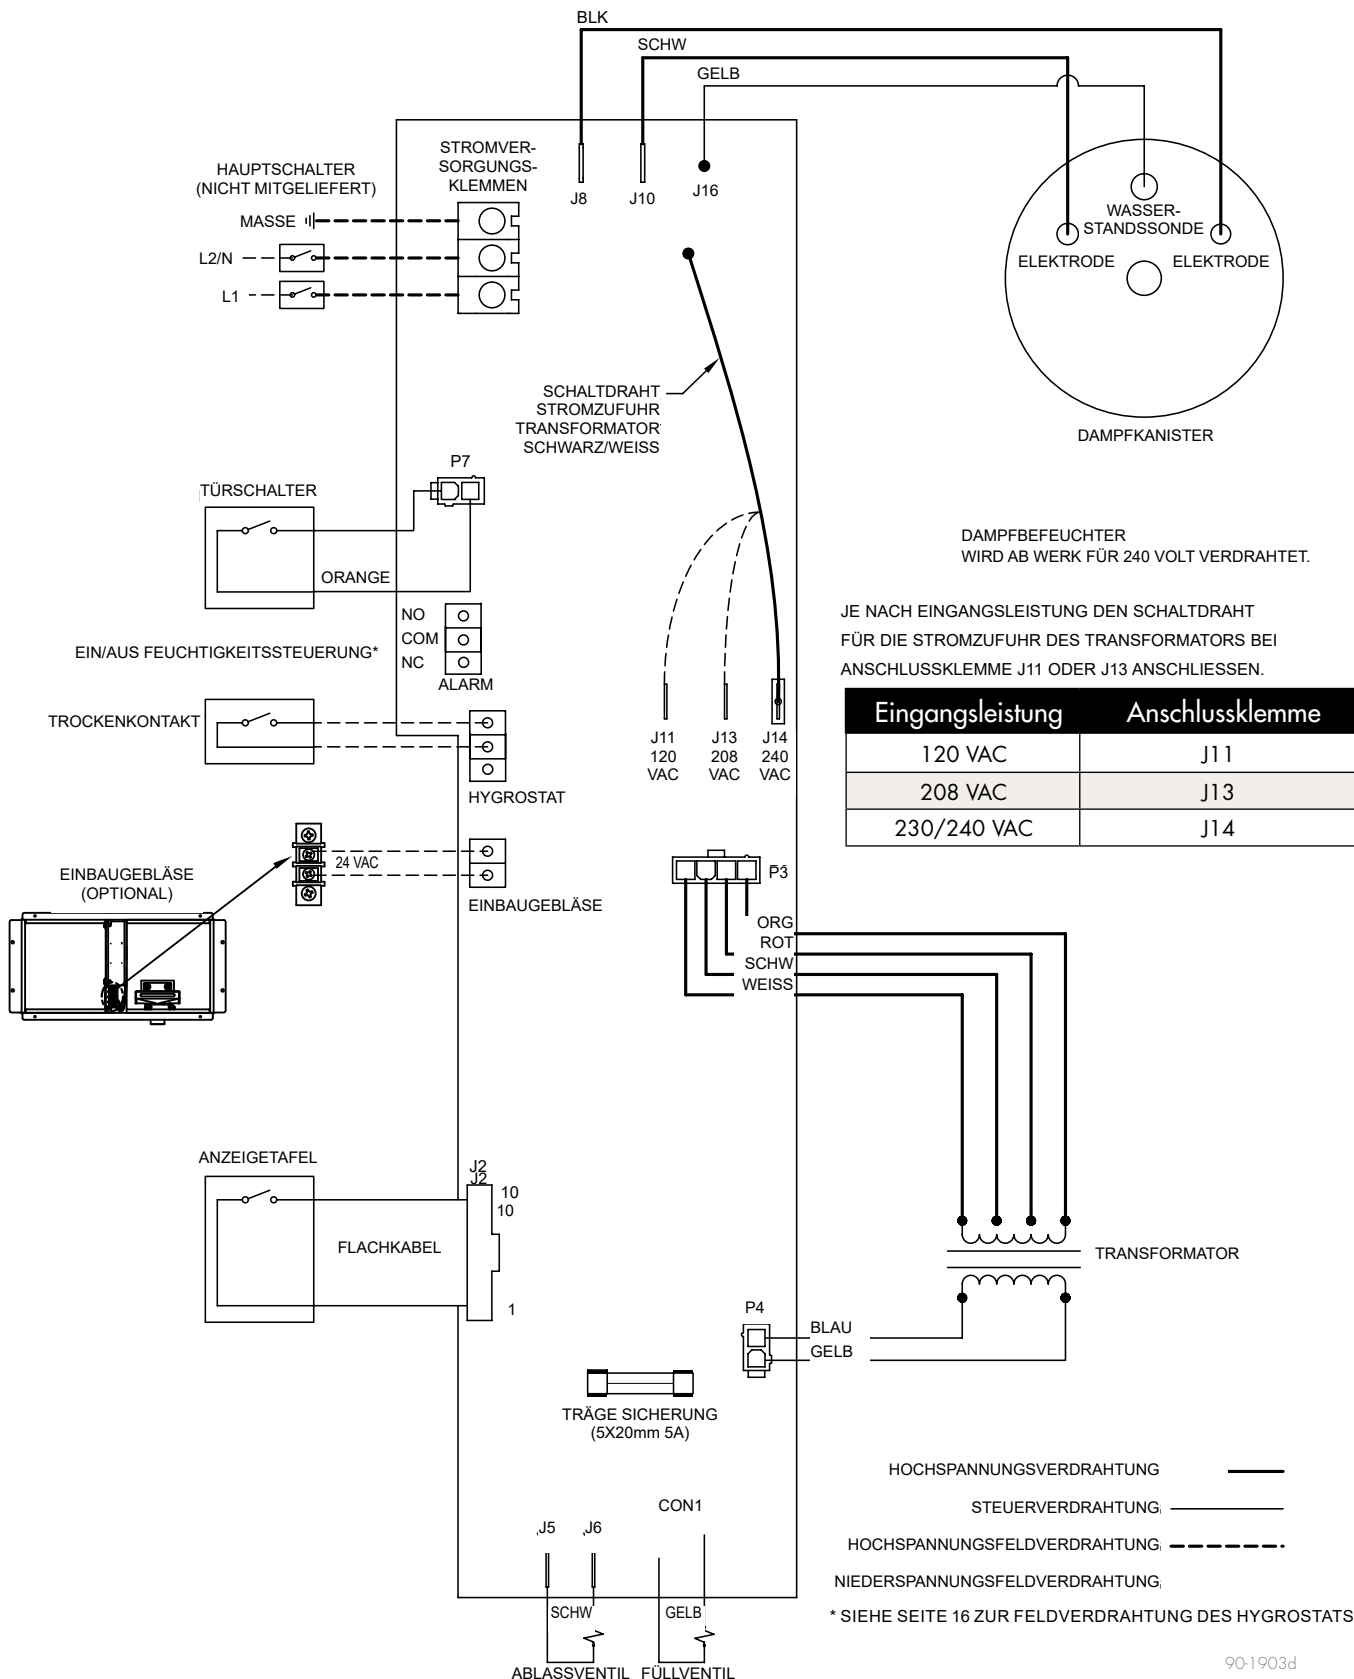 BLK
SCHW
GELB
HAUPTSCHALTER
(NICHT MITGELIEFERT)
STROMVER-
SORGUNGS-
KLEMMEN
J8
J10
J16
MASSE
L2/N
L1
WASSER-
STANDSSONDE
ELEKTRODE
ELEKTRODE
DAMPFKANISTER
SCHALTDRAHT
STROMZUFUHR
TRANSFORMATOR
SCHWARZ/WEISS
P7
TÜRSCHALTER
ORANGE
DAMPFBEFEUCHTER
WIRD AB WERK FÜR 240 VOLT VERDRAHTET.
JE NACH EINGANGSLEISTUNG DEN SCHALTDRAHT
FÜR DIE STROMZUFUHR DES TRANSFORMATORS BEI
ANSCHLUSSKLEMME J11 ODER J13 ANSCHLIESSEN.
Eingangsleistung Anschlussklemme
120 VAC J11
208 VAC J13
230/240 VAC J14
NO
COM
NC
ALARM
EIN/AUS FEUCHTIGKEITSSTEUERUNG*
TROCKENKONTAKT
HYGROSTAT
J11
120
VAC
J13
208
VAC
J14
240
VAC
24 VAC
EINBAUGEBLÄSE
(OPTIONAL)
EINBAUGEBLÄSE
P3
ORG
ROT
SCHW
WEISS
ANZEIGETAFEL
J2
J2
10
10
FLACHKABEL
1
TRANSFORMATOR
P4
BLAU
GELB
TRÄGE SICHERUNG
(5X20mm 5A)
HOCHSPANNUNGSVERDRAHTUNG
STEUERVERDRAHTUNG
HOCHSPANNUNGSFELDVERDRAHTUNG
NIEDERSPANNUNGSFELDVERDRAHTUNG
* SIEHE SEITE 16 ZUR FELDVERDRAHTUNG DES HYGROSTATS
CON1
J5
J6
SCHW
GELB
ABLASSVENTIL
FÜLLVENTIL
90-1903d